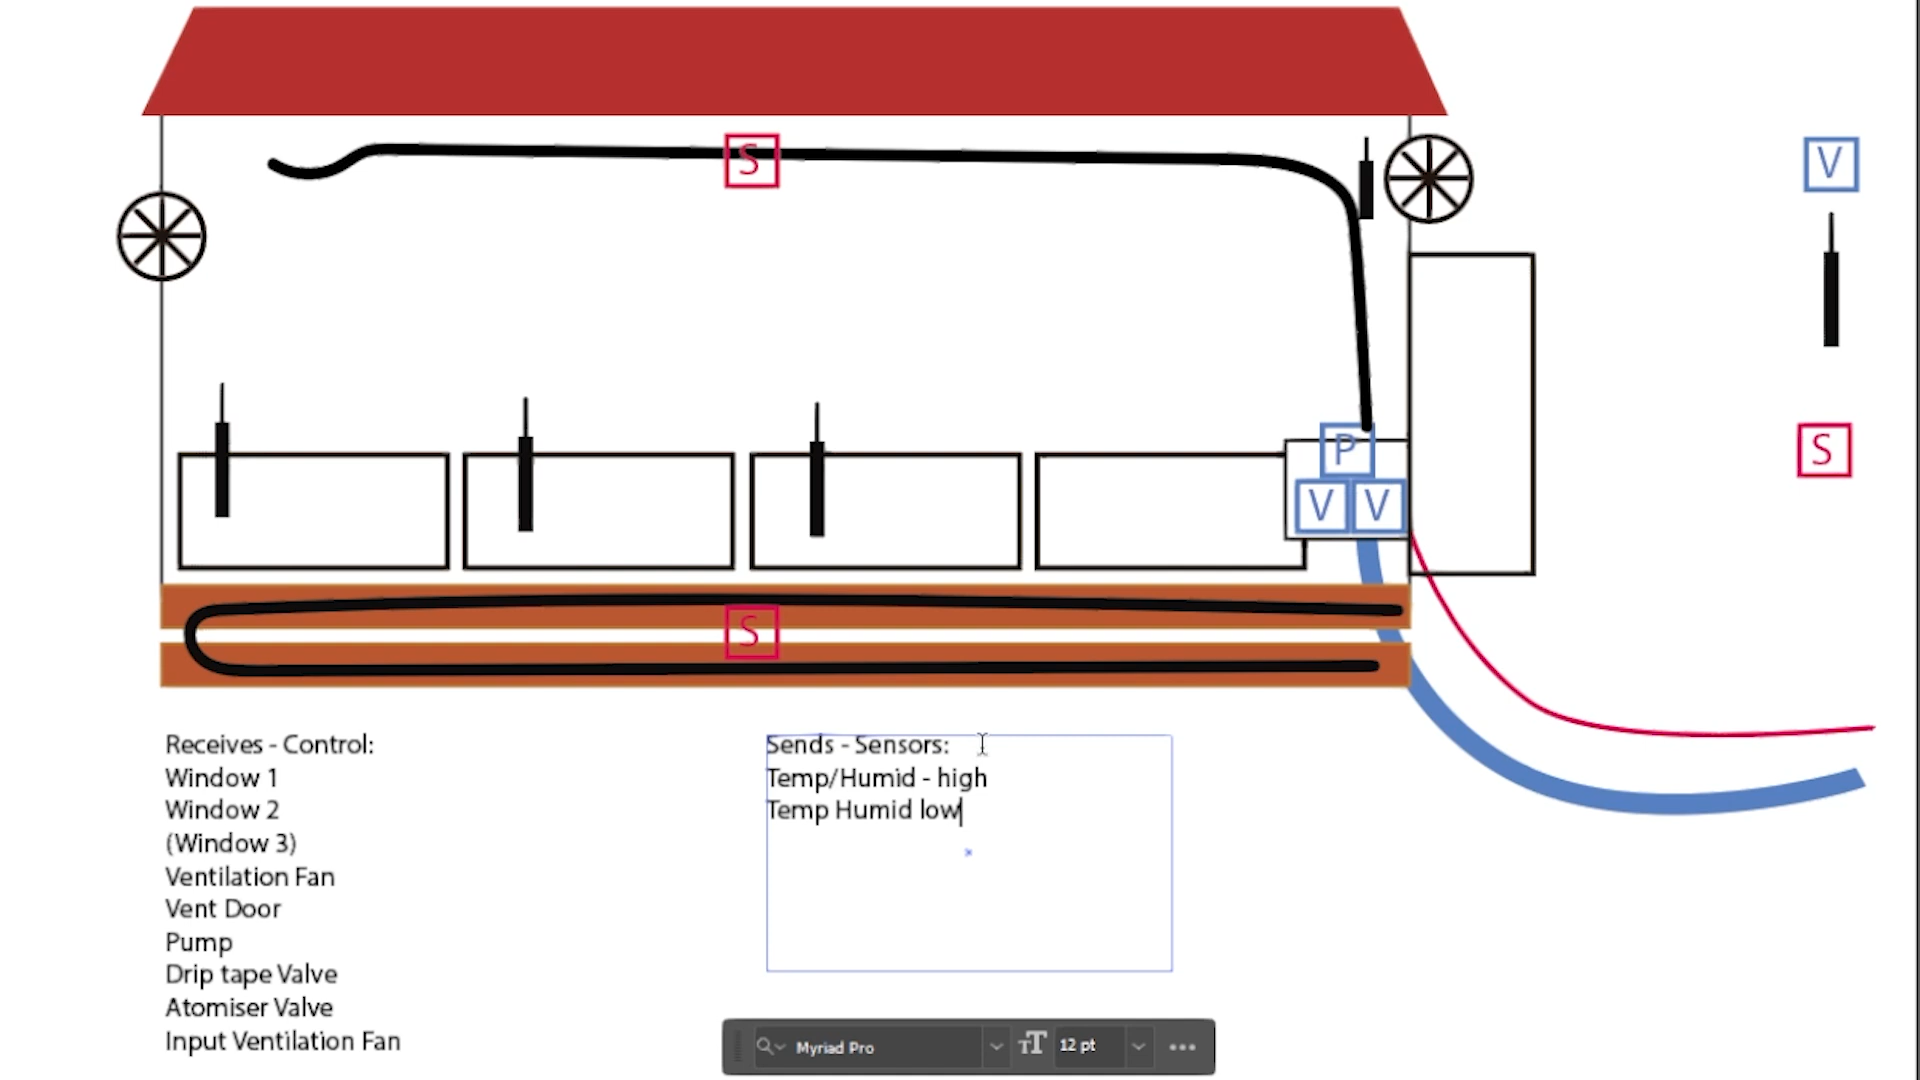 S
V
S
P
V V
S
Receives - Control:
Window 1
Window 2
(Window 3)
Ventilation Fan
Vent Door
Pump
Drip tape Valve
Atomiser Valve
Input Ventilation Fan
Sends - Sensors:
Temp/Humid - high
Temp Humid low
Myriad Pro
12 pt